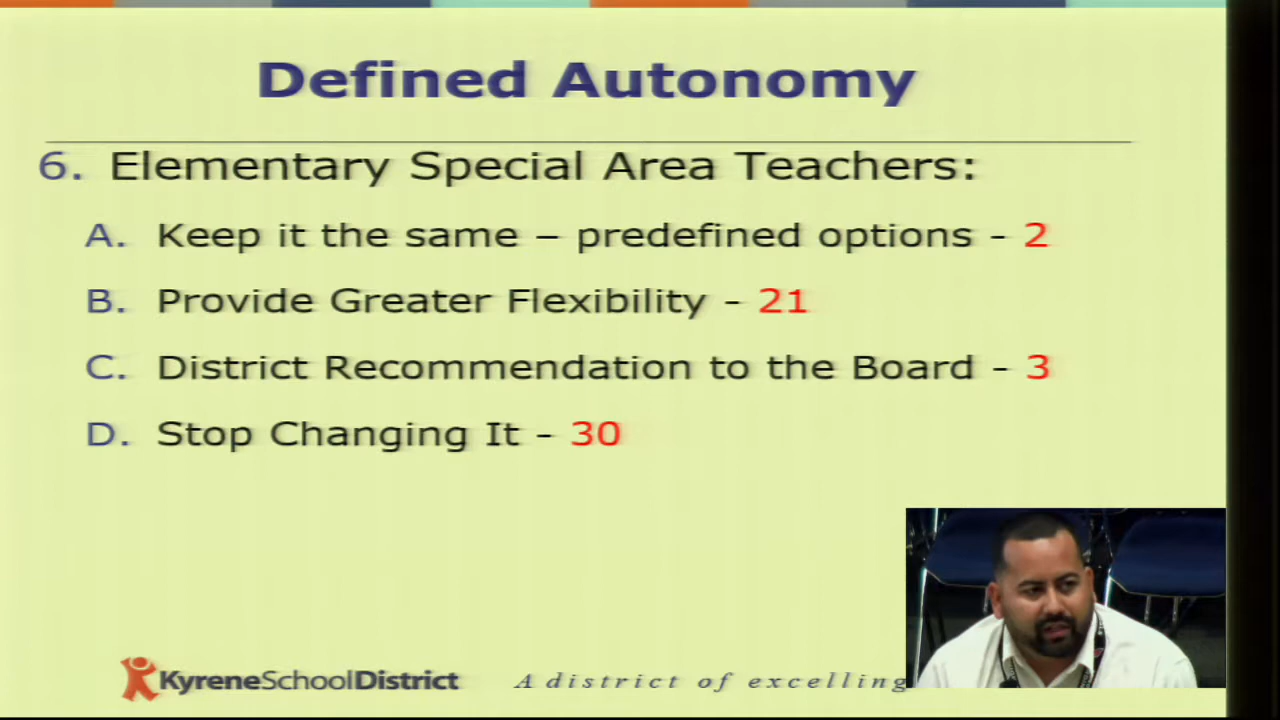 Defined Autonomy
6. Elementary Special Area Teachers:
A. Keep it the same – predefined options - 2
B. Provide Greater Flexibility - 21
C. District Recommendation to the Board - 3
D. Stop Changing It - 30
KyreneSchoolDistrict A district of excelling